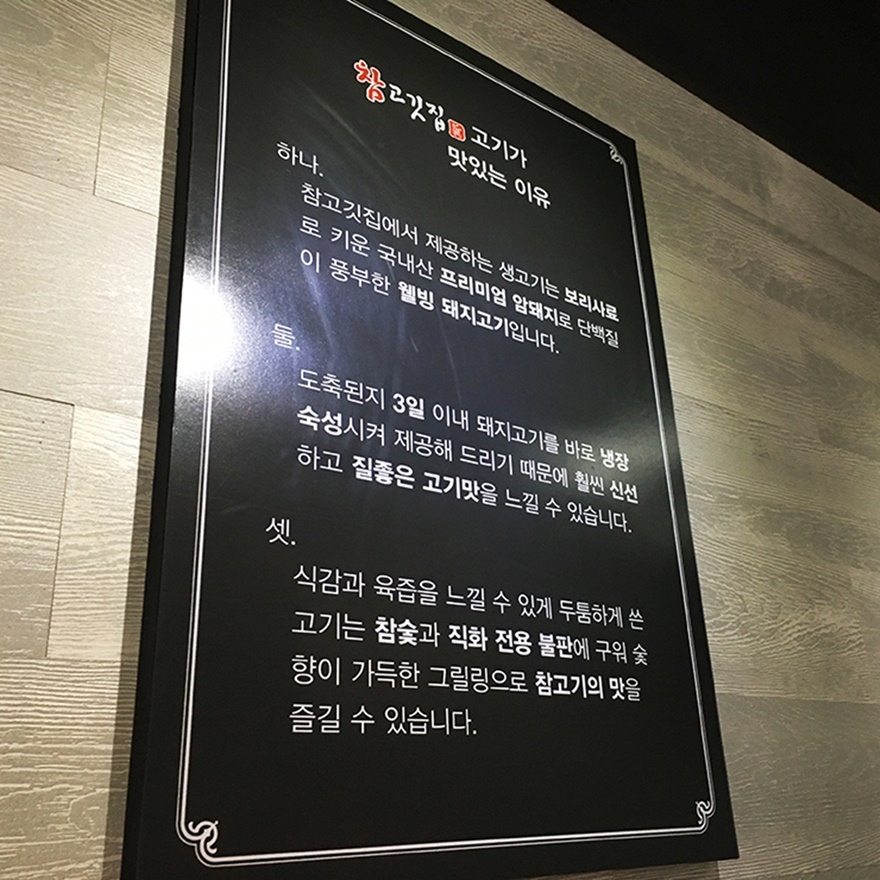 참고깃집 고기가
맛있는 이유
하나.
참고깃집에서 제공하는 생고기는 보리사료
로 키운 국내산 프리미엄 암돼지로 단백질
이 풍부한 웰빙 돼지고기입니다.
둘.
도축된지 3일 이내 돼지고기를 바로 냉장
숙성시켜 제공해 드리기 때문에 훨씬 신선
하고 질좋은 고기맛을 느낄 수 있습니다.
셋.
식감과 육즙을 느낄 수 있게 두툼하게 쓴
고기는 참숯과 직화 전용 불판에 구워 숯
향이 가득한 그릴링으로 참고기의 맛을
즐길 수 있습니다.